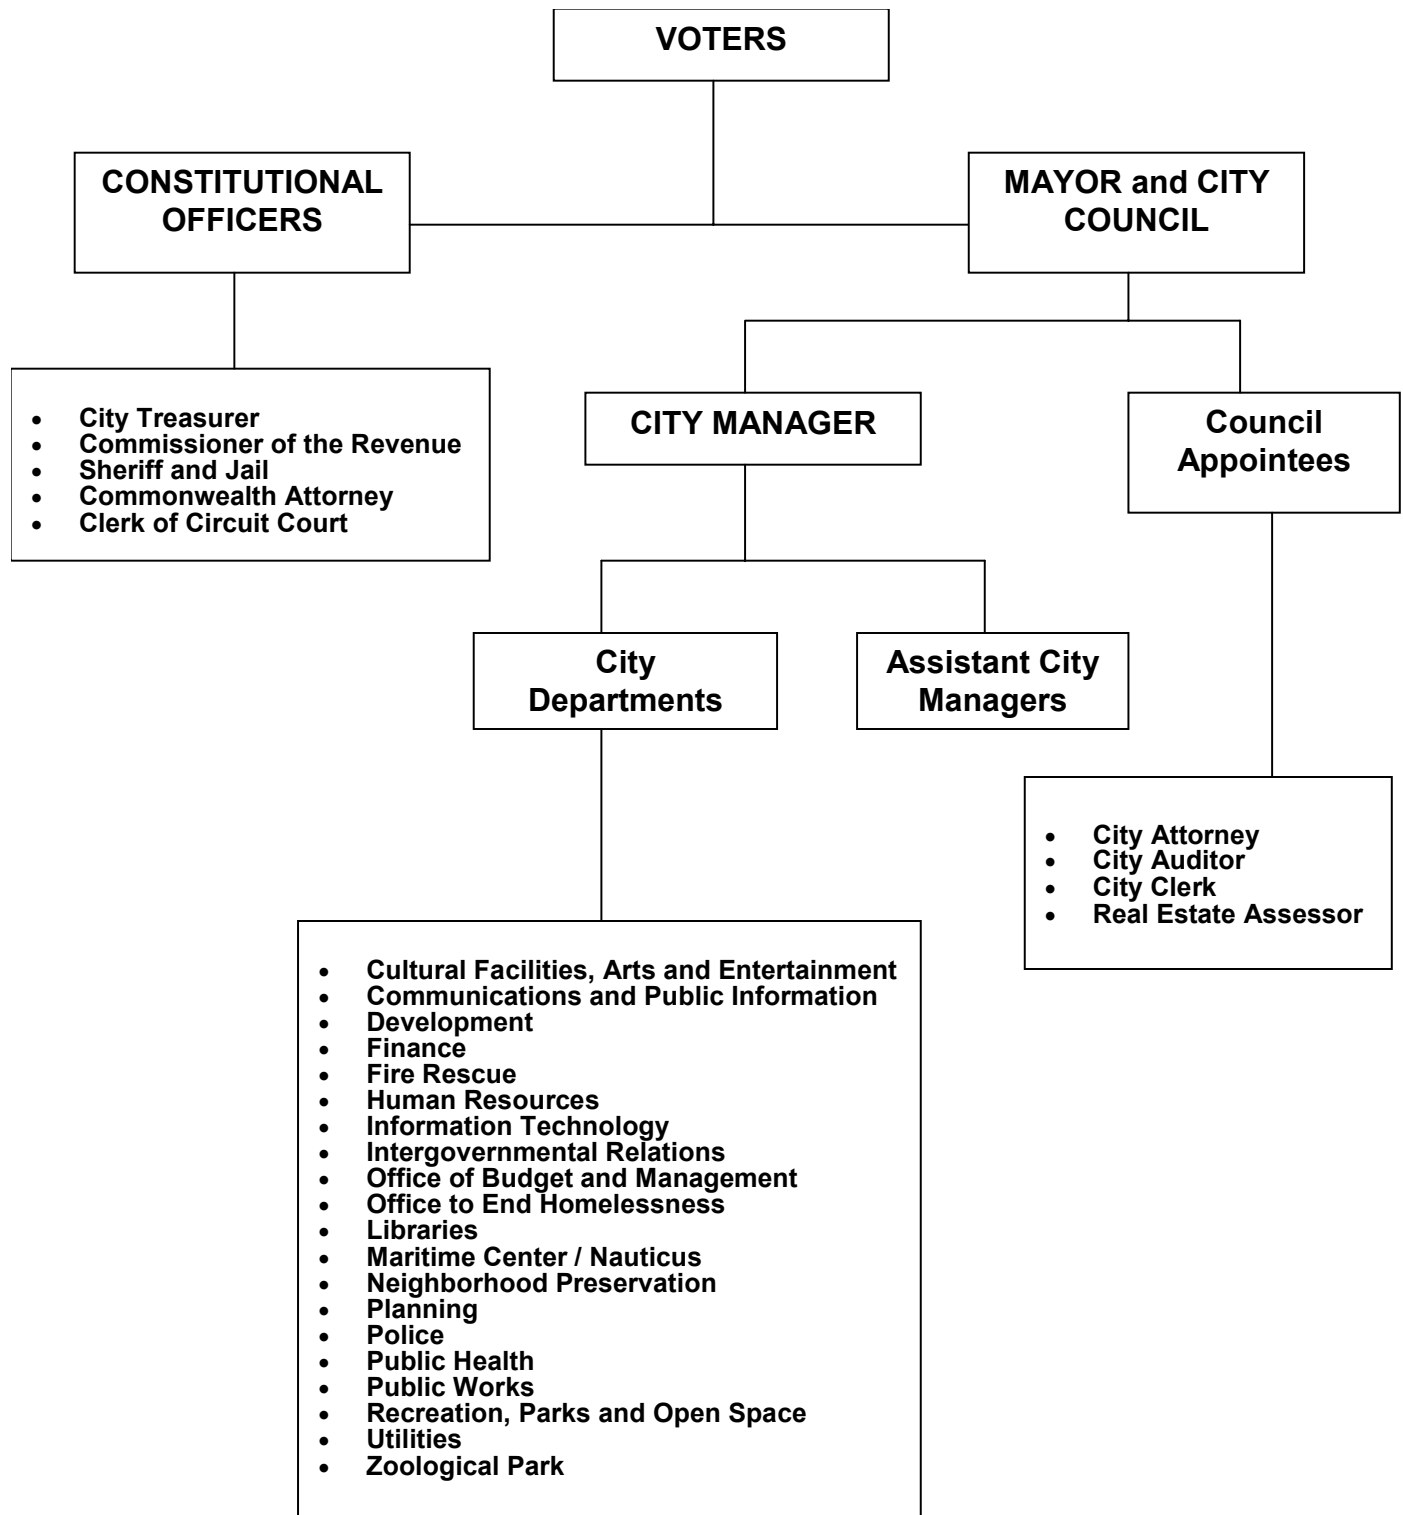 VOTERS
CONSTITUTIONAL
OFFICERS
MAYOR and CITY
COUNCIL
• City Treasurer
• Commissioner of the Revenue
• Sheriff and Jail
• Commonwealth Attorney
• Clerk of Circuit Court
CITY MANAGER
Council
Appointees
City
Departments
Assistant City
Managers
• City Attorney
• City Auditor
• City Clerk
• Real Estate Assessor
• Cultural Facilities, Arts and Entertainment
• Communications and Public Information
• Development
• Finance
• Fire Rescue
• Human Resources
• Information Technology
• Intergovernmental Relations
• Office of Budget and Management
• Office to End Homelessness
• Libraries
• Maritime Center / Nauticus
• Neighborhood Preservation
• Planning
• Police
• Public Health
• Public Works
• Recreation, Parks and Open Space
• Utilities
• Zoological Park